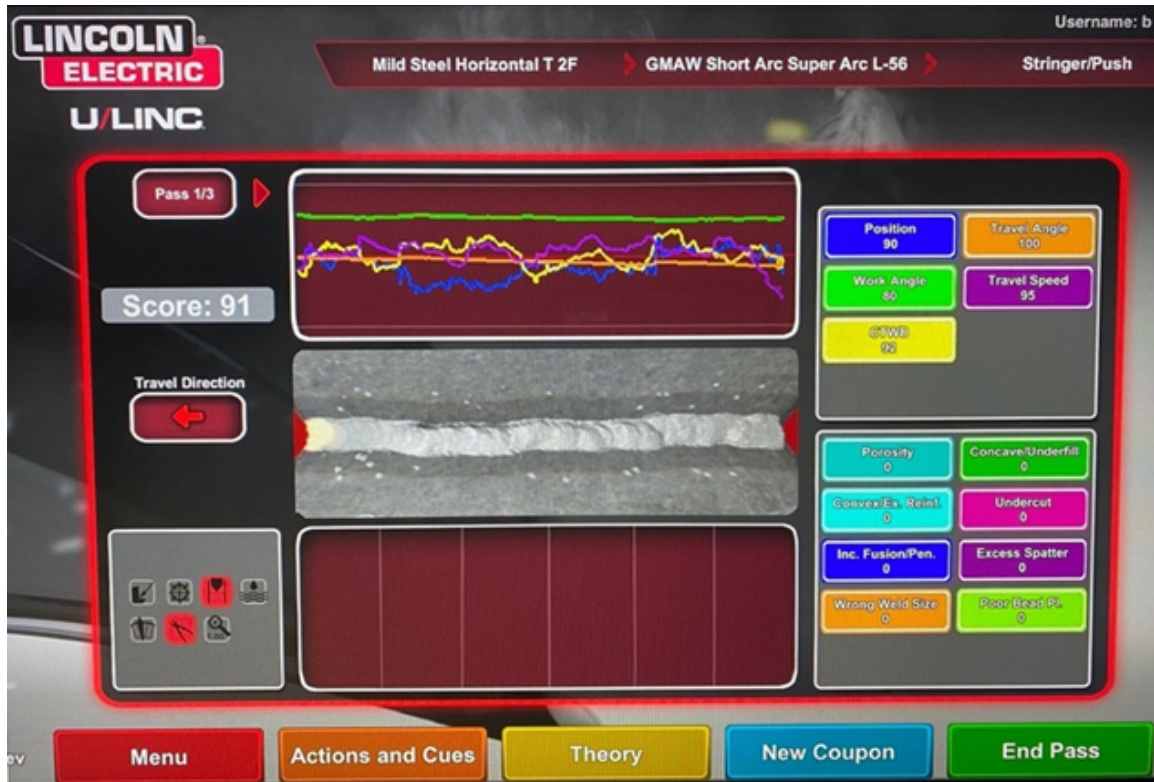 LINCOLN
ELECTRIC
U/LINC
Username: b
Mild Steel Horizontal T 2F
GMAW Short Arc Super Arc L-56
Stringer/Push
Pass 1/3
Score: 91
Travel Direction
Position
90
Travel Angle
100
Work Angle
80
Travel Speed
95
CTWD
92
Porosity
0
Concave/Underfill
0
Convex/Ex. Reinf.
0
Undercut
0
Inc. Fusion/Pen.
0
Excess Spatter
0
Wrong Weld Size
0
Poor Bead Pl.
0
ev
Menu
Actions and Cues
Theory
New Coupon
End Pass